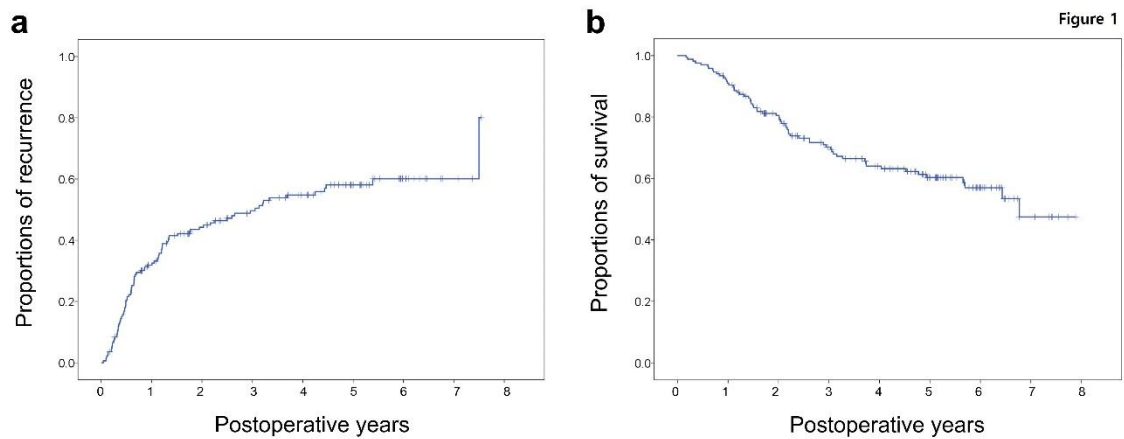 a
b
Figure 1
Proportions of recurrence
1.0
0.8
0.6
0.4
0.2
0.0
0 1 2 3 4 5 6 7 8
Postoperative years
Proportions of survival
1.0
0.8
0.6
0.4
0.2
0.0
0 1 2 3 4 5 6 7 8
Postoperative years